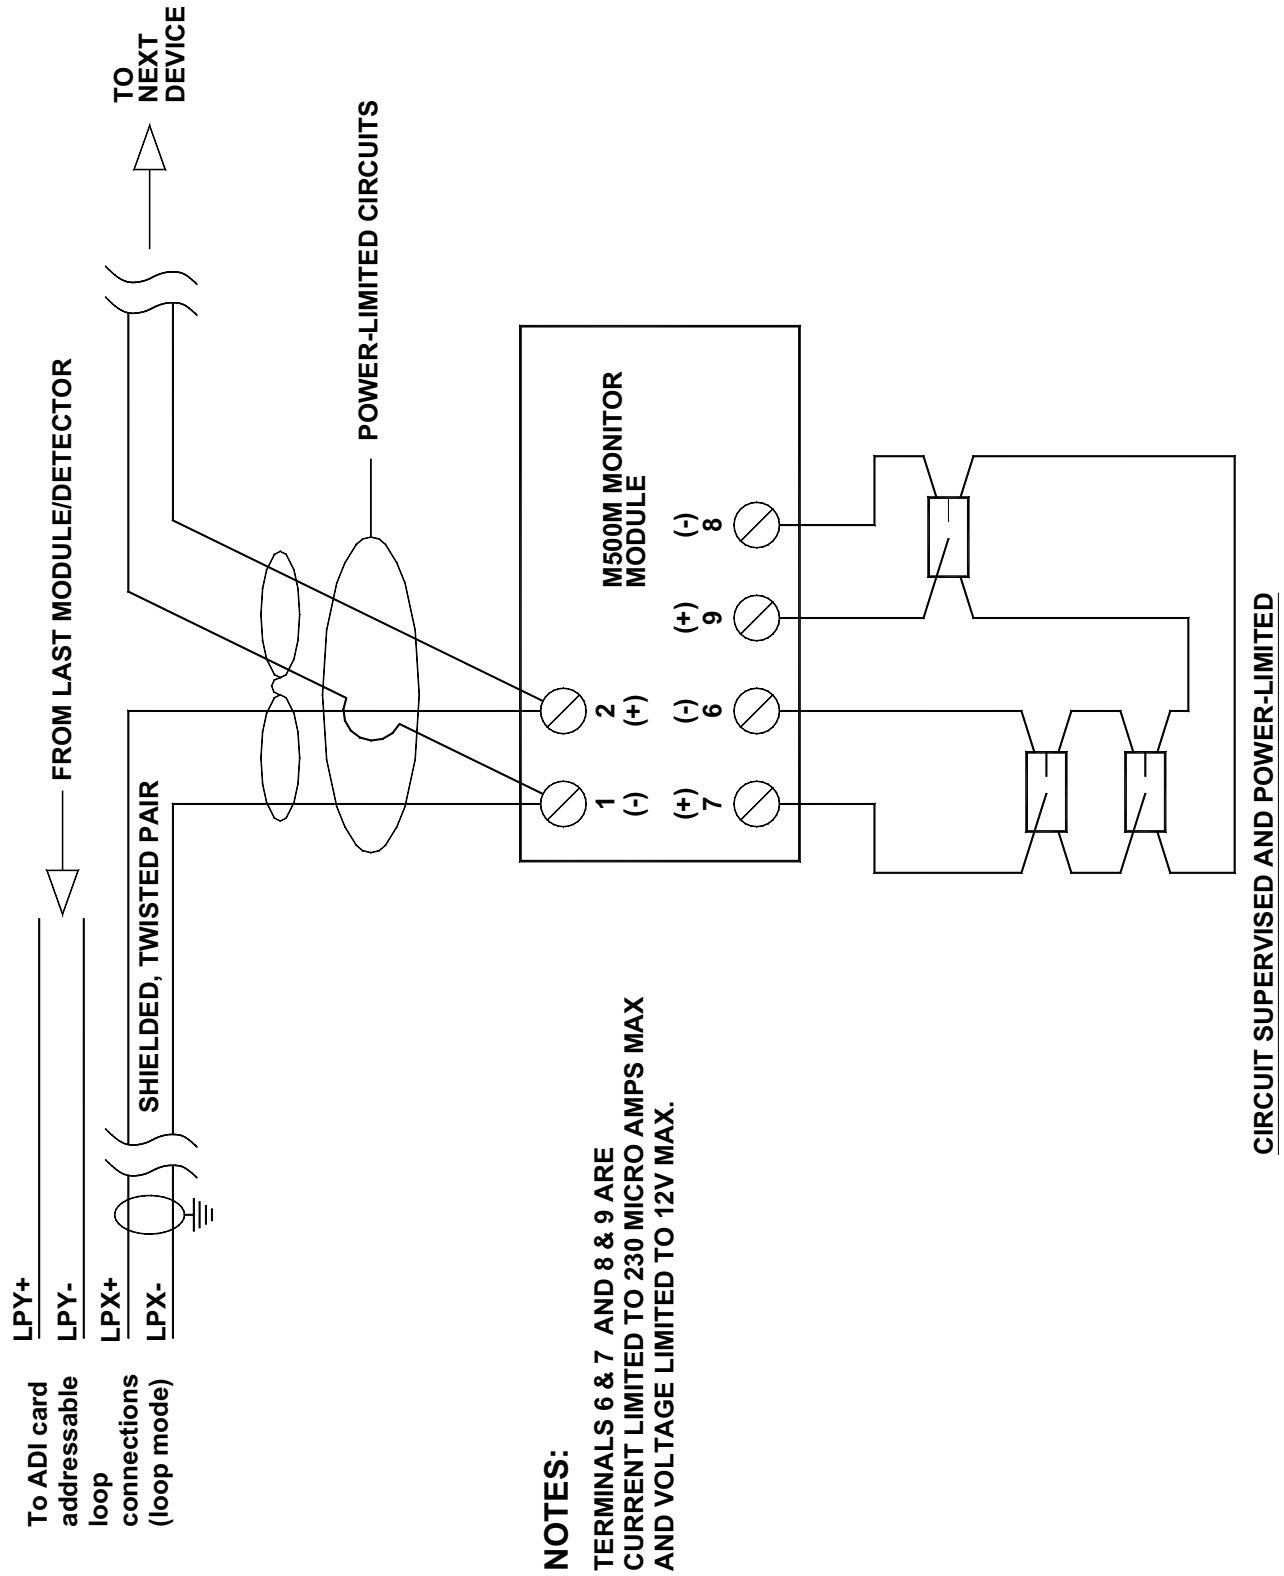 To ADI card
addressable
loop
connections
(loop mode)
LPY+
LPY-
LPX+
LPX-
FROM LAST MODULE/DETECTOR
SHIELDED, TWISTED PAIR
TO
NEXT
DEVICE
POWER-LIMITED CIRCUITS
M500M MONITOR
MODULE
1
(-)
2
(+)
(+)
7
(-)
6
(+)
9
(-)
8
NOTES:
TERMINALS 6 & 7 AND 8 & 9 ARE
CURRENT LIMITED TO 230 MICRO AMPS MAX
AND VOLTAGE LIMITED TO 12V MAX.
CIRCUIT SUPERVISED AND POWER-LIMITED